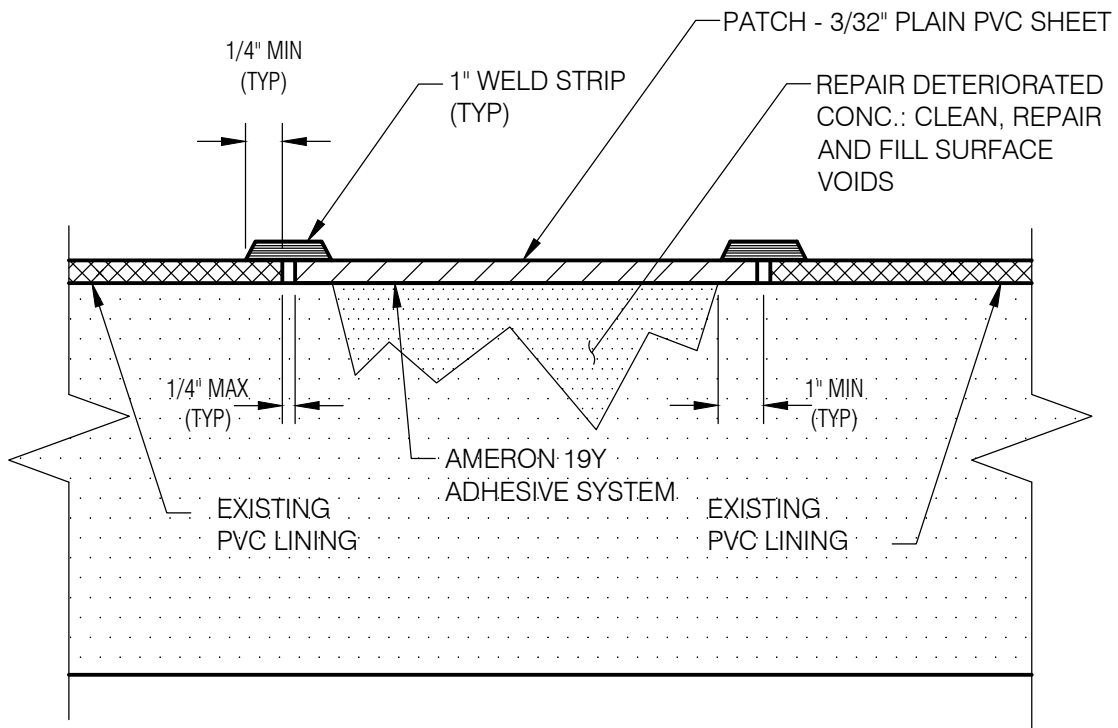 PATCH - 3/32" PLAIN PVC SHEET
1/4" MIN
(TYP)
1" WELD STRIP
(TYP)
REPAIR DETERIORATED
CONC.: CLEAN, REPAIR
AND FILL SURFACE
VOIDS
1/4" MAX
(TYP)
1" MIN
(TYP)
AMERON 19Y
ADHESIVE SYSTEM
EXISTING
PVC LINING
EXISTING
PVC LINING